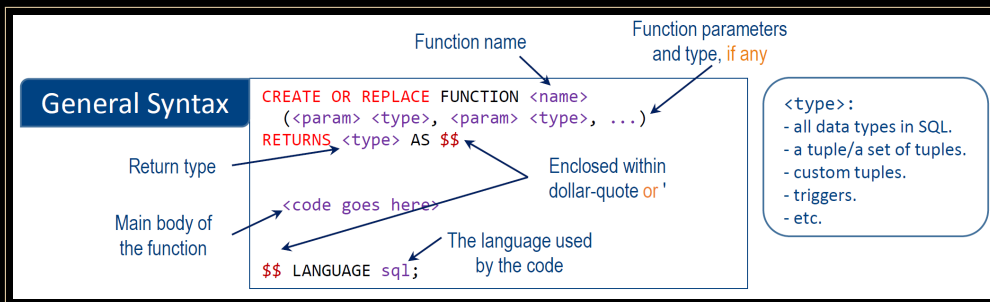 Function name
Function parameters
and type, if any
General Syntax
CREATE OR REPLACE FUNCTION <name>
(<param> <type>, <param> <type>, ...)
RETURNS <type> AS $$
<code goes here>
$$ LANGUAGE sql;
Return type
Enclosed within
dollar-quote or '
Main body of
the function
The language used
by the code
<type>:
- all data types in SQL.
- a tuple/a set of tuples.
- custom tuples.
- triggers.
- etc.